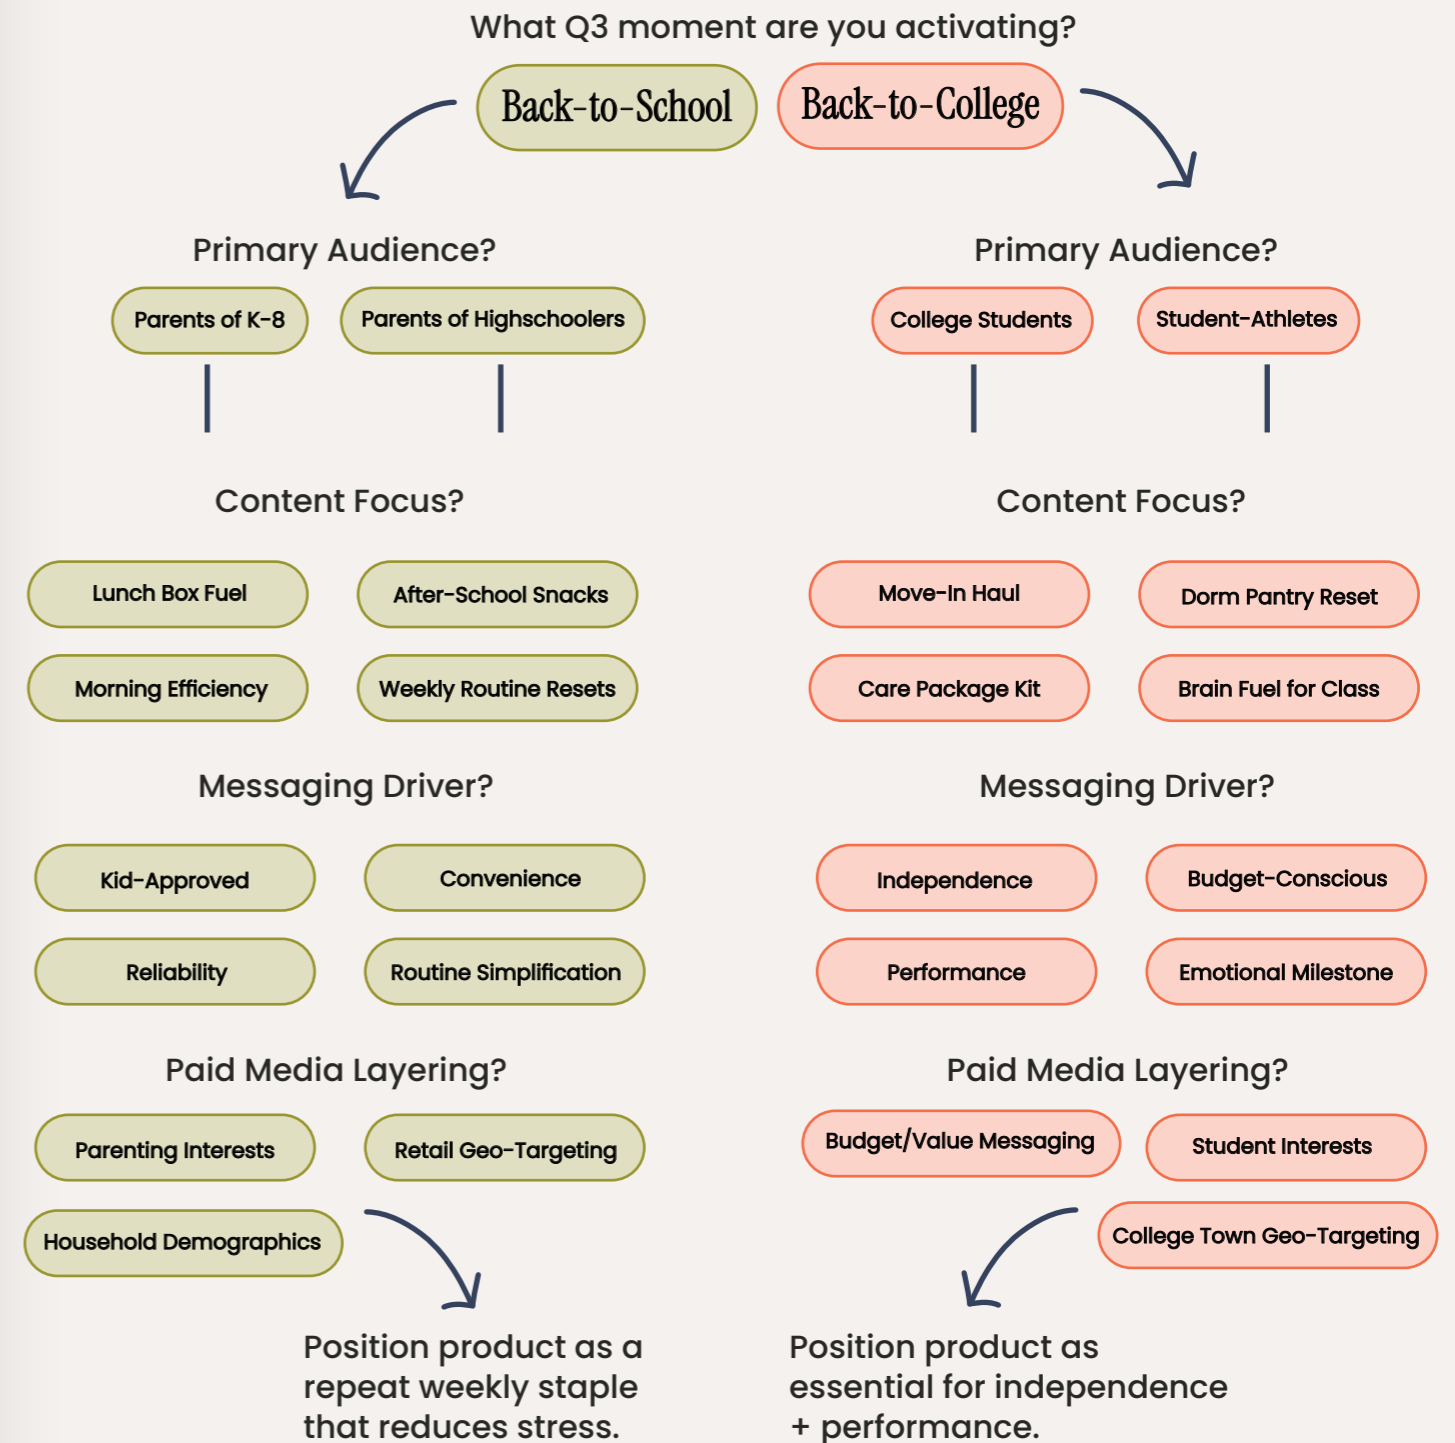 What Q3 moment are you activating?
Back-to-School
Back-to-College
Primary Audience?
Parents of K-8
Parents of Highschoolers
Content Focus?
Lunch Box Fuel
After-School Snacks
Morning Efficiency
Weekly Routine Resets
Messaging Driver?
Kid-Approved
Convenience
Reliability
Routine Simplification
Paid Media Layering?
Parenting Interests
Retail Geo-Targeting
Household Demographics
Position product as a
repeat weekly staple
that reduces stress.
Primary Audience?
College Students
Student-Athletes
Content Focus?
Move-In Haul
Dorm Pantry Reset
Care Package Kit
Brain Fuel for Class
Messaging Driver?
Independence
Budget-Conscious
Performance
Emotional Milestone
Paid Media Layering?
Budget/Value Messaging
Student Interests
College Town Geo-Targeting
Position product as
essential for independence
+ performance.